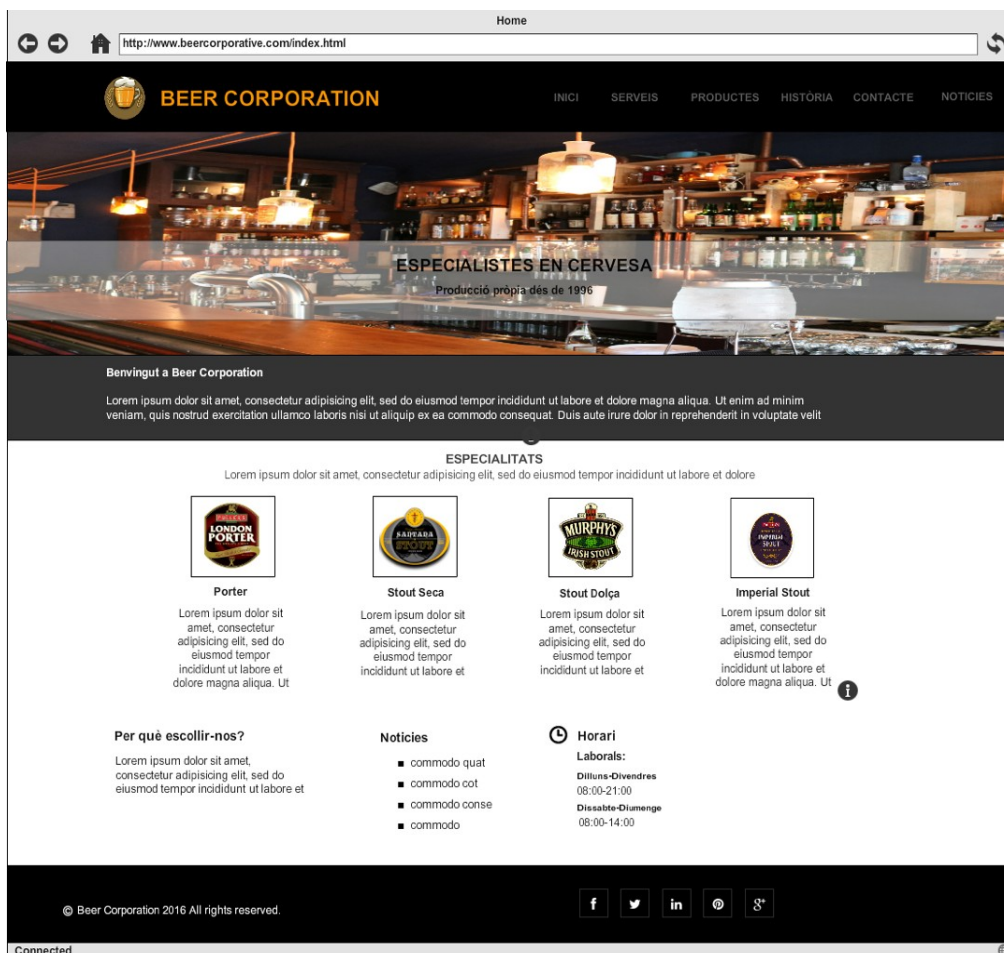 Home
http://www.beercorporative.com/index.html
BEER CORPORATION
INICI SERVEIS PRODUCTES HISTÒRIA CONTACTE NOTICIES
ESPECIALISTES EN CERVESA
Producció pròpia dés de 1996
Benvingut a Beer Corporation
Lorem ipsum dolor sit amet, consectetur adipisicing elit, sed do eiusmod tempor incididunt ut labore et dolore magna aliqua. Ut enim ad minim
veniam, quis nostrud exercitation ullamco laboris nisi ut aliquip ex ea commodo consequat. Duis aute irure dolor in reprehenderit in voluptate velit
ESPECIALITATS
Lorem ipsum dolor sit amet, consectetur adipisicing elit, sed do eiusmod tempor incididunt ut labore et dolore
LONDON
PORTER
Porter
Lorem ipsum dolor sit
amet, consectetur
adipisicing elit, sed do
eiusmod tempor
incididunt ut labore et
dolore magna aliqua. Ut
SANTANA
STOUT
Stout Seca
Lorem ipsum dolor sit
amet, consectetur
adipisicing elit, sed do
eiusmod tempor
incididunt ut labore et
MURPHY'S
IRISH STOUT
Stout Dolça
Lorem ipsum dolor sit
amet, consectetur
adipisicing elit, sed do
eiusmod tempor
incididunt ut labore et
IMPERIAL
STOUT
Imperial Stout
Lorem ipsum dolor sit
amet, consectetur
adipisicing elit, sed do
eiusmod tempor
incididunt ut labore et
dolore magna aliqua. Ut
Per què escollir-nos?
Lorem ipsum dolor sit amet,
consectetur adipisicing elit, sed do
eiusmod tempor incididunt ut labore et
Noticies
commodo quat
commodo cot
commodo conse
commodo
Horari
Laborals:
Dilluns-Divendres
08:00-21:00
Dissabte-Diumenge
08:00-14:00
© Beer Corporation 2016 All rights reserved.
Connected